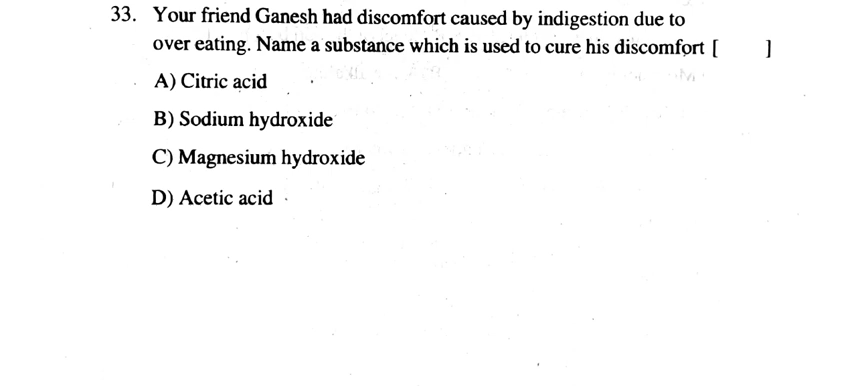 33. Your friend Ganesh had discomfort caused by indigestion due to
over eating. Name a substance which is used to cure his discomfort [ ]
A) Citric acid
B) Sodium hydroxide
C) Magnesium hydroxide
D) Acetic acid